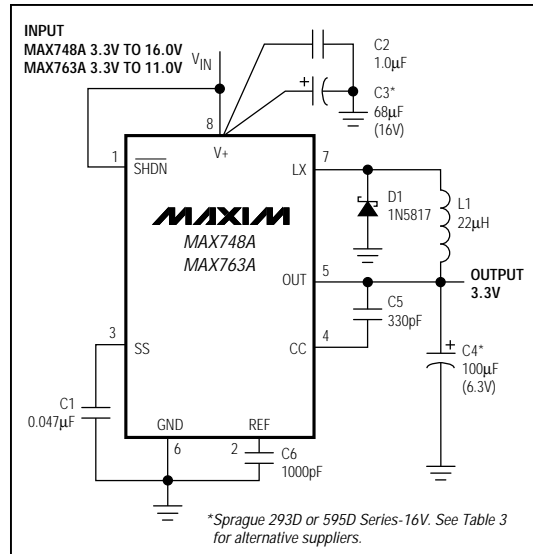 INPUT
MAX748A 3.3V TO 16.0V
MAX763A 3.3V TO 11.0V
VIN
C2
1.0µF
+
C3*
68µF
(16V)
8
V+
1
SHDN
7
LX
D1
1N5817
L1
22µH
MAXIM
MAX748A
MAX763A
OUT
5
OUTPUT
3.3V
C5
330pF
4
CC
3
SS
+
C4*
100µF
(6.3V)
C1
0.047µF
GND
6
REF
2
C6
1000pF
*Sprague 293D or 595D Series-16V. See Table 3
for alternative suppliers.